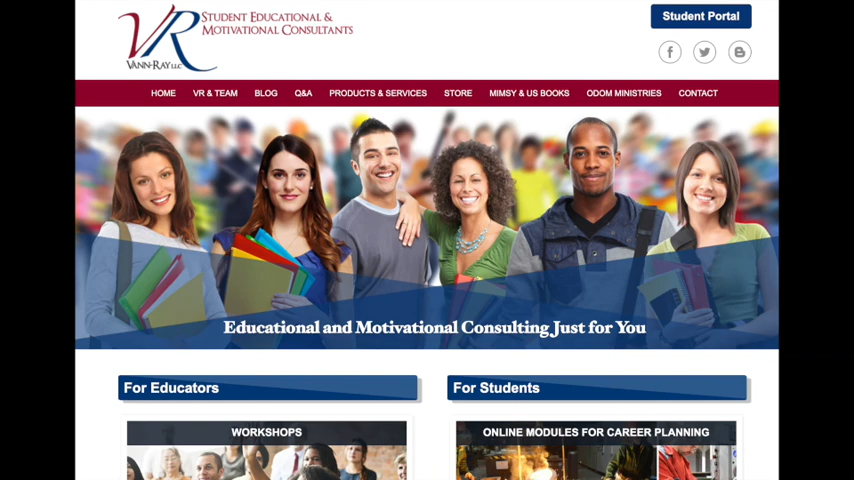 VR
STUDENT EDUCATIONAL &
MOTIVATIONAL CONSULTANTS
VANN-RAY LLC
Student Portal
HOME VR & TEAM BLOG Q&A PRODUCTS & SERVICES STORE MIMSY & US BOOKS ODOM MINISTRIES CONTACT
Educational and Motivational Consulting Just for You
For Educators
For Students
WORKSHOPS
ONLINE MODULES FOR CAREER PLANNING